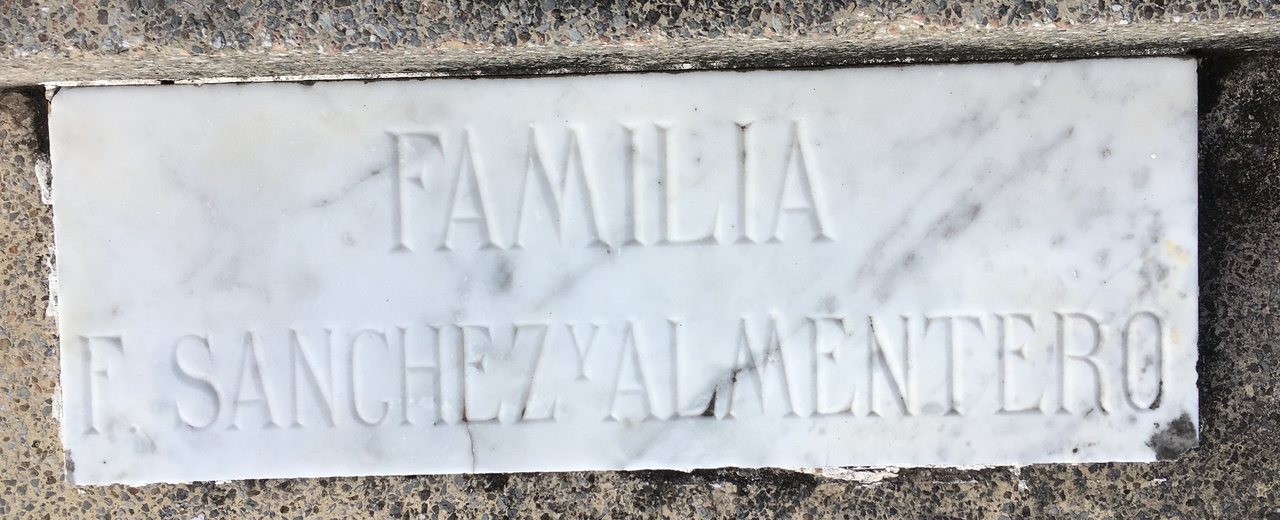 FAMILIA
F. SANCHEZ Y ALMENTERO